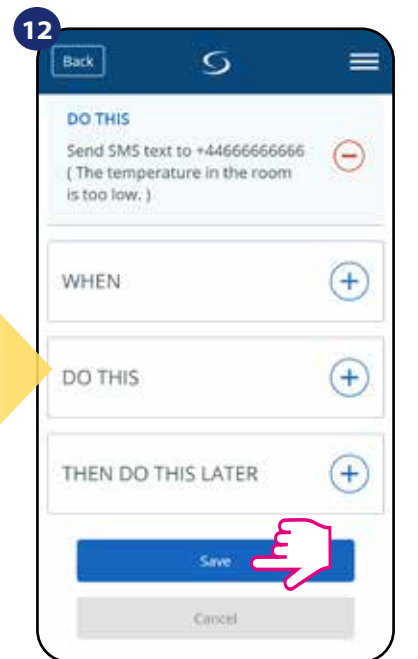 12
Back
DO THIS
Send SMS text to +44666666666
( The temperature in the room
is too low. )
WHEN
DO THIS
THEN DO THIS LATER
Save
Cancel